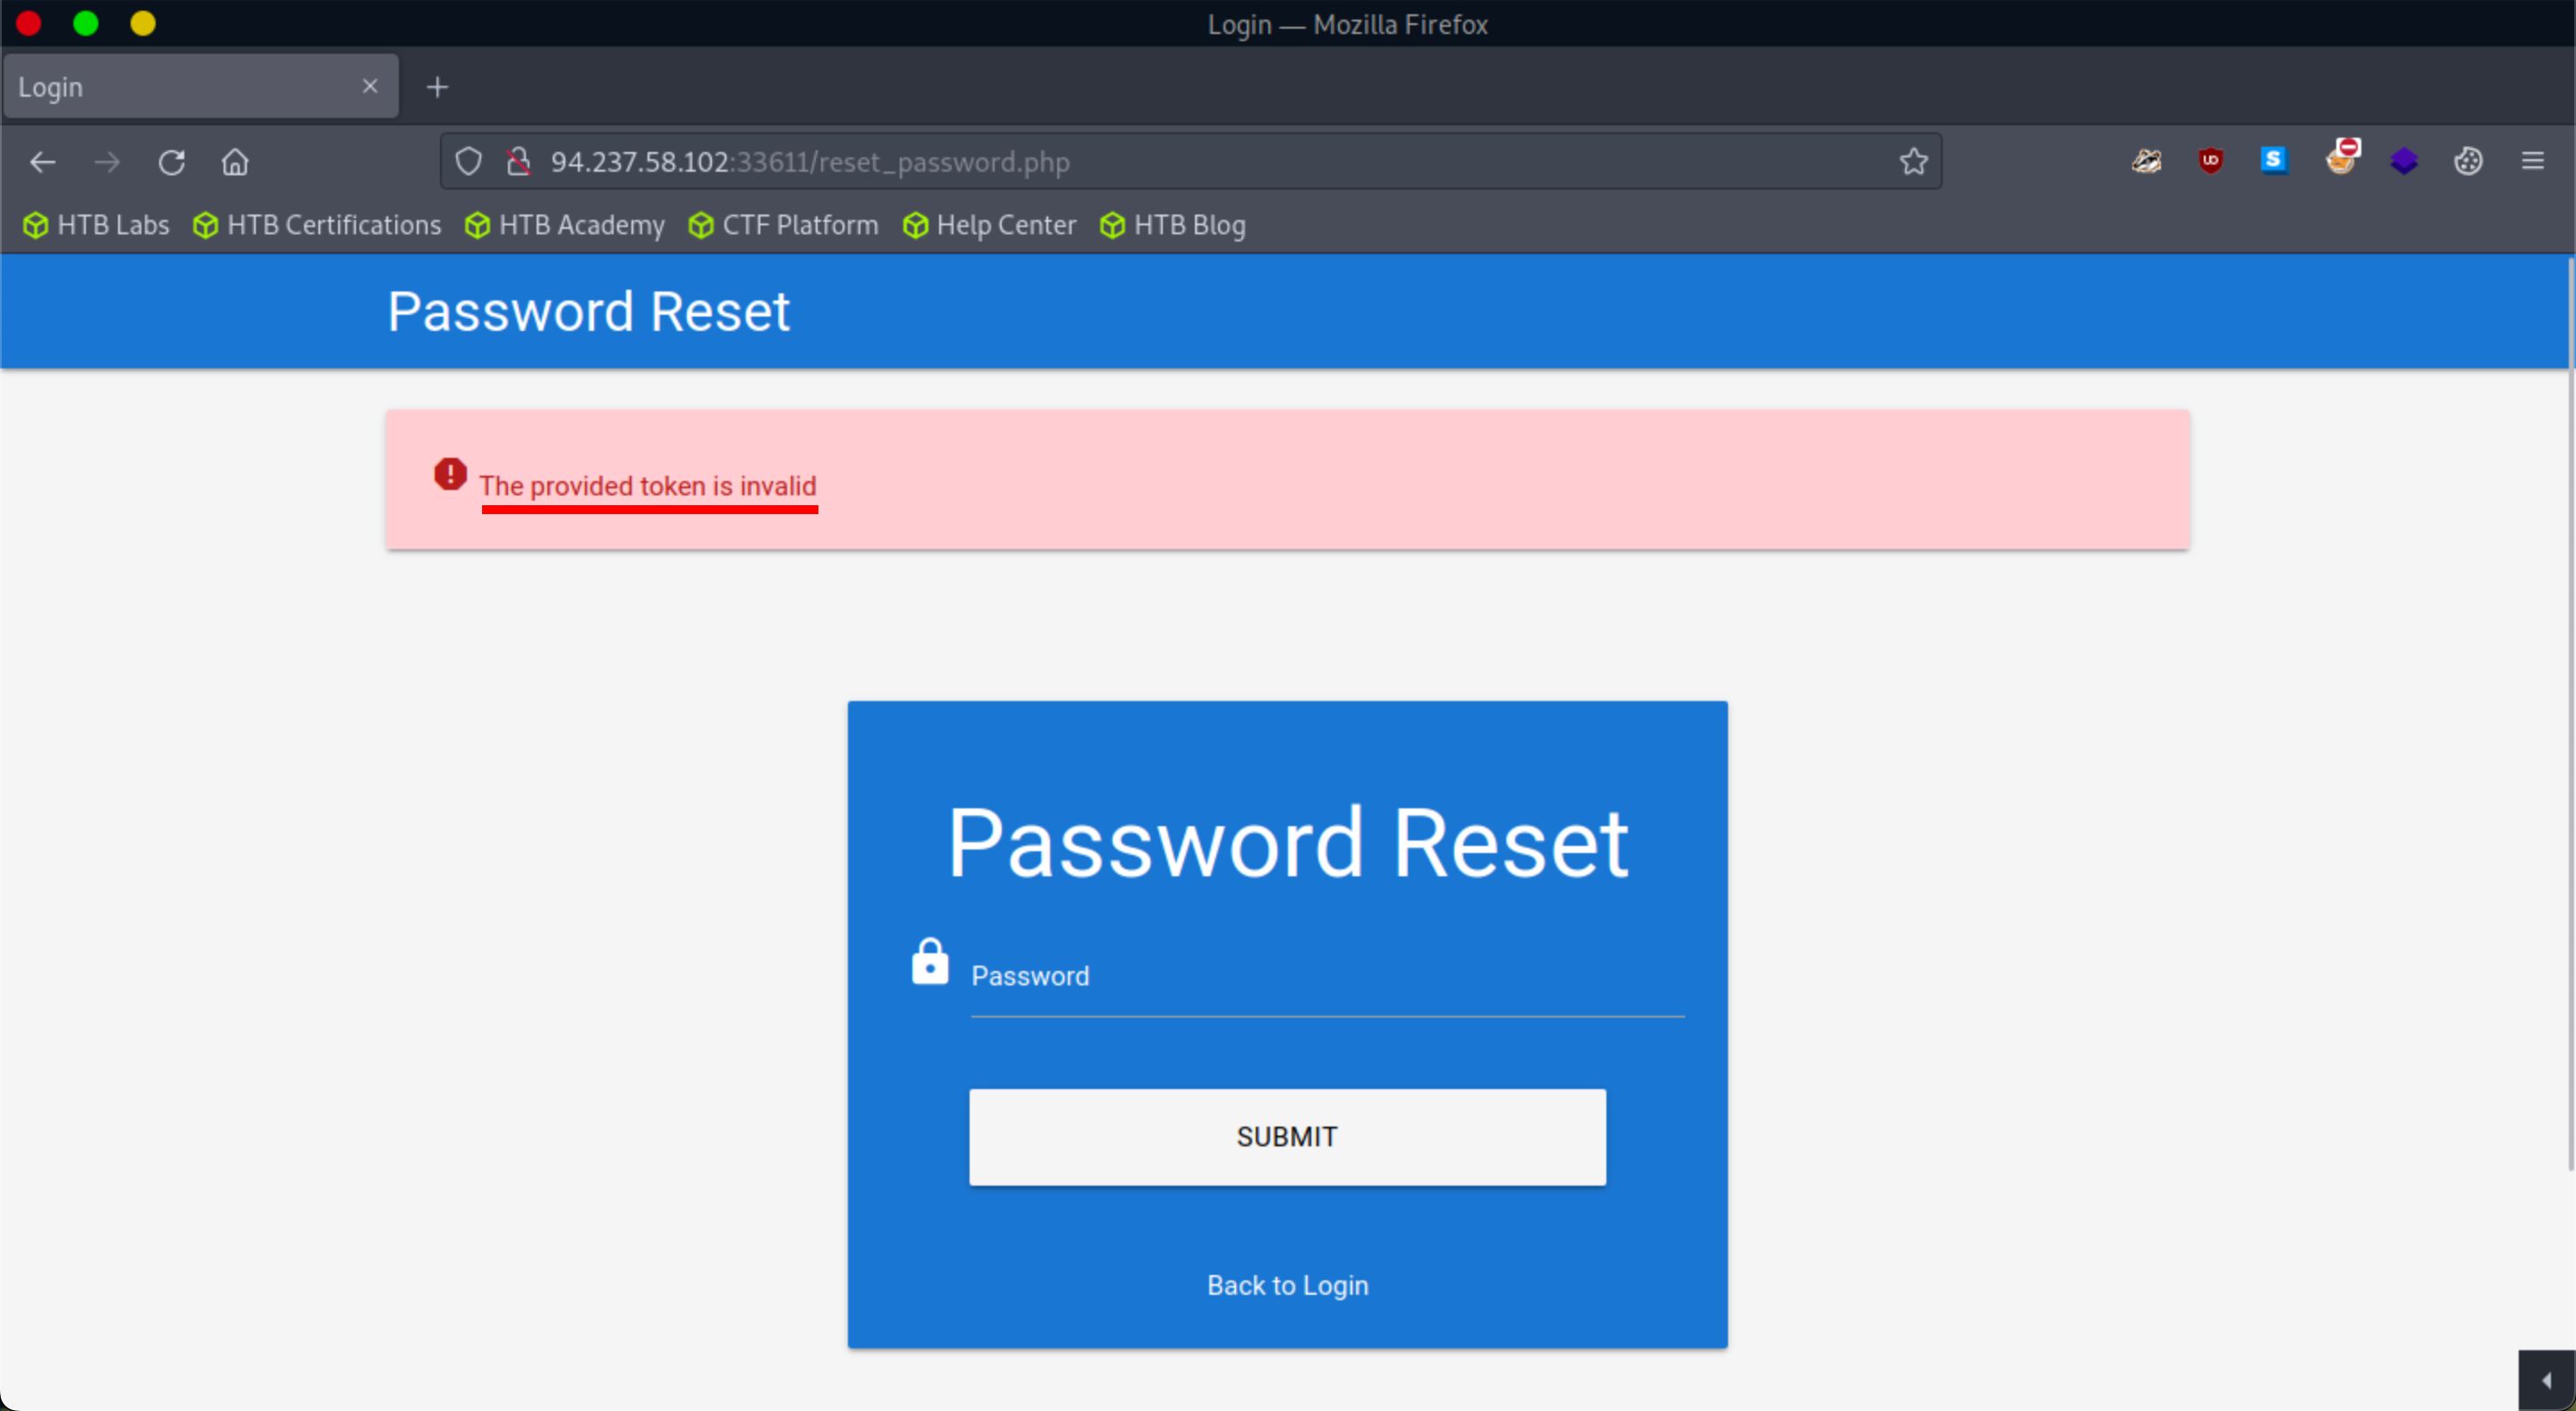 Login — Mozilla Firefox
Login
94.237.58.102:33611/reset_password.php
HTB Labs HTB Certifications HTB Academy CTF Platform Help Center HTB Blog
Password Reset
The provided token is invalid
Password Reset
Password
SUBMIT
Back to Login